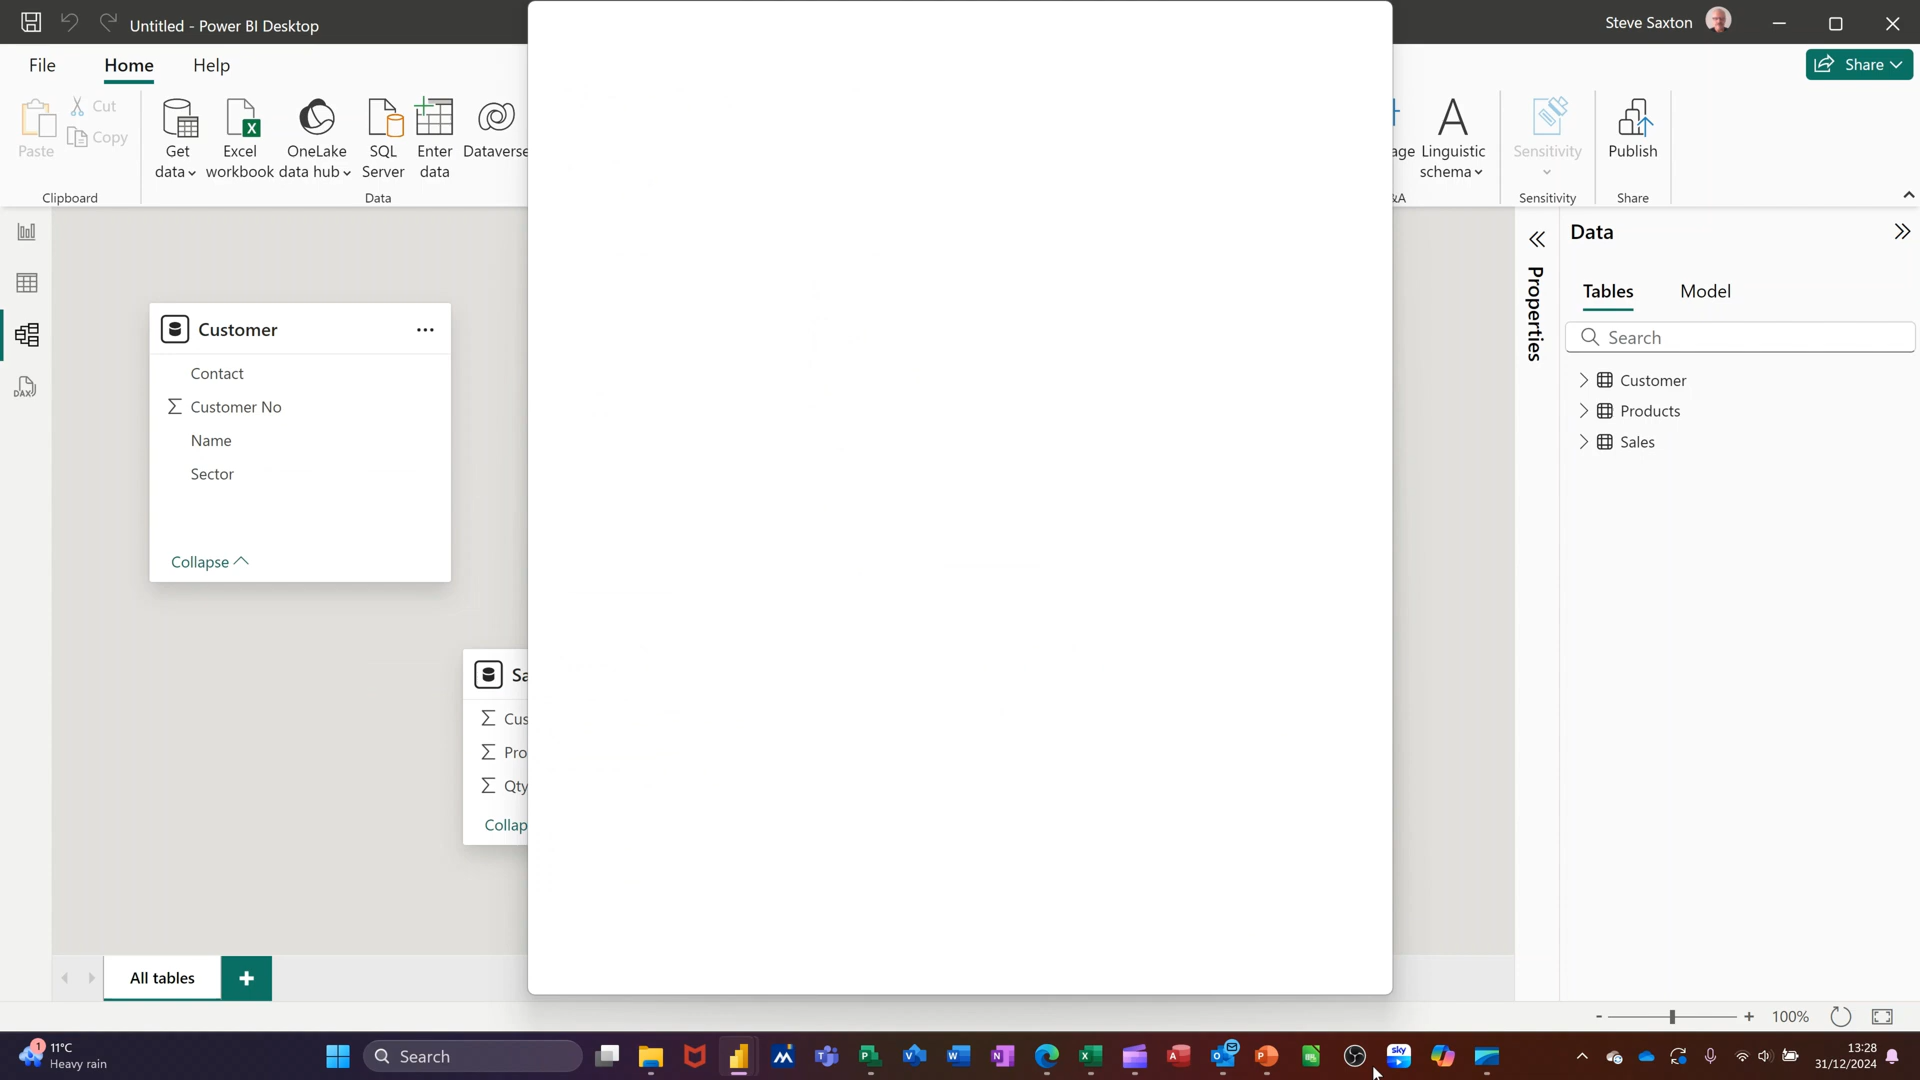 Untitled - Power BI Desktop
Steve Saxton
File
Home
Help
Share
Paste
Cut
Copy
Clipboard
Get data
Excel workbook
OneLake data hub
SQL Server
Enter data
Dataverse
Data
age
Linguistic schema
&A
Sensitivity
Sensitivity
Publish
Share
DAX
Customer
Contact
Customer No
Name
Sector
Collapse
Sa
Cus
Pro
Qty
Collap
Properties
Data
Tables
Model
Search
Customer
Products
Sales
All tables
+
- + 100%
1
11°C
Heavy rain
Search
sky
13:28
31/12/2024